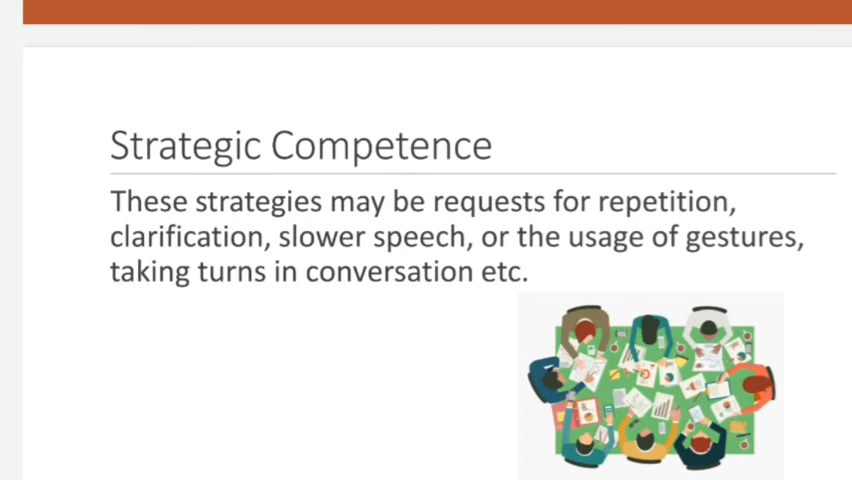 Strategic Competence
These strategies may be requests for repetition,
clarification, slower speech, or the usage of gestures,
taking turns in conversation etc.